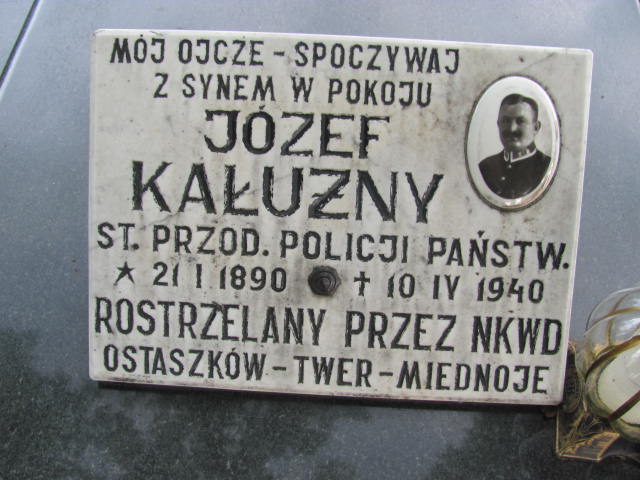 MÓJ OJCZE - SPOCZYWAJ
Z SYNEM W POKOJU
JÓZEF
KAŁUZNY
ST. PRZOD. POLICJI PAŃSTW.
★ 21 I 1890 ✝ 10 IV 1940
ROSTRZELANY PRZEZ NKWD
OSTASZKÓW - TWER - MIEDNOJE